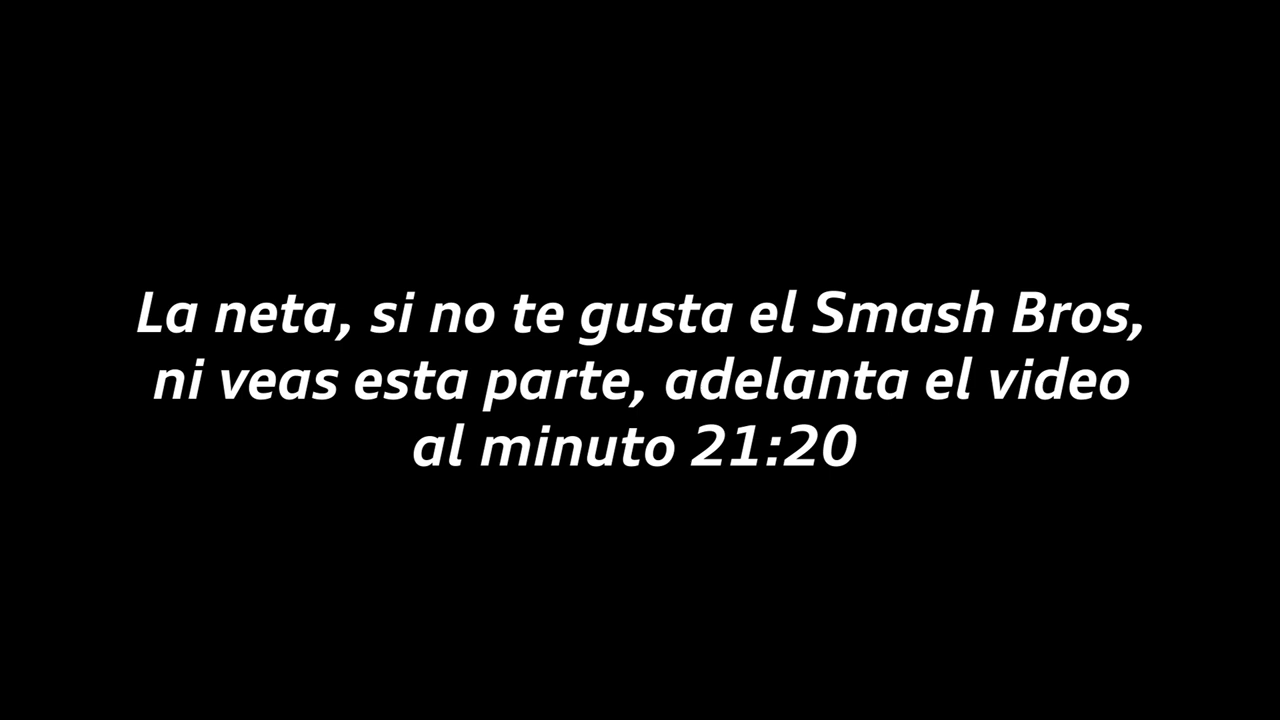 La neta, si no te gusta el Smash Bros,
ni veas esta parte, adelanta el video
al minuto 21:20